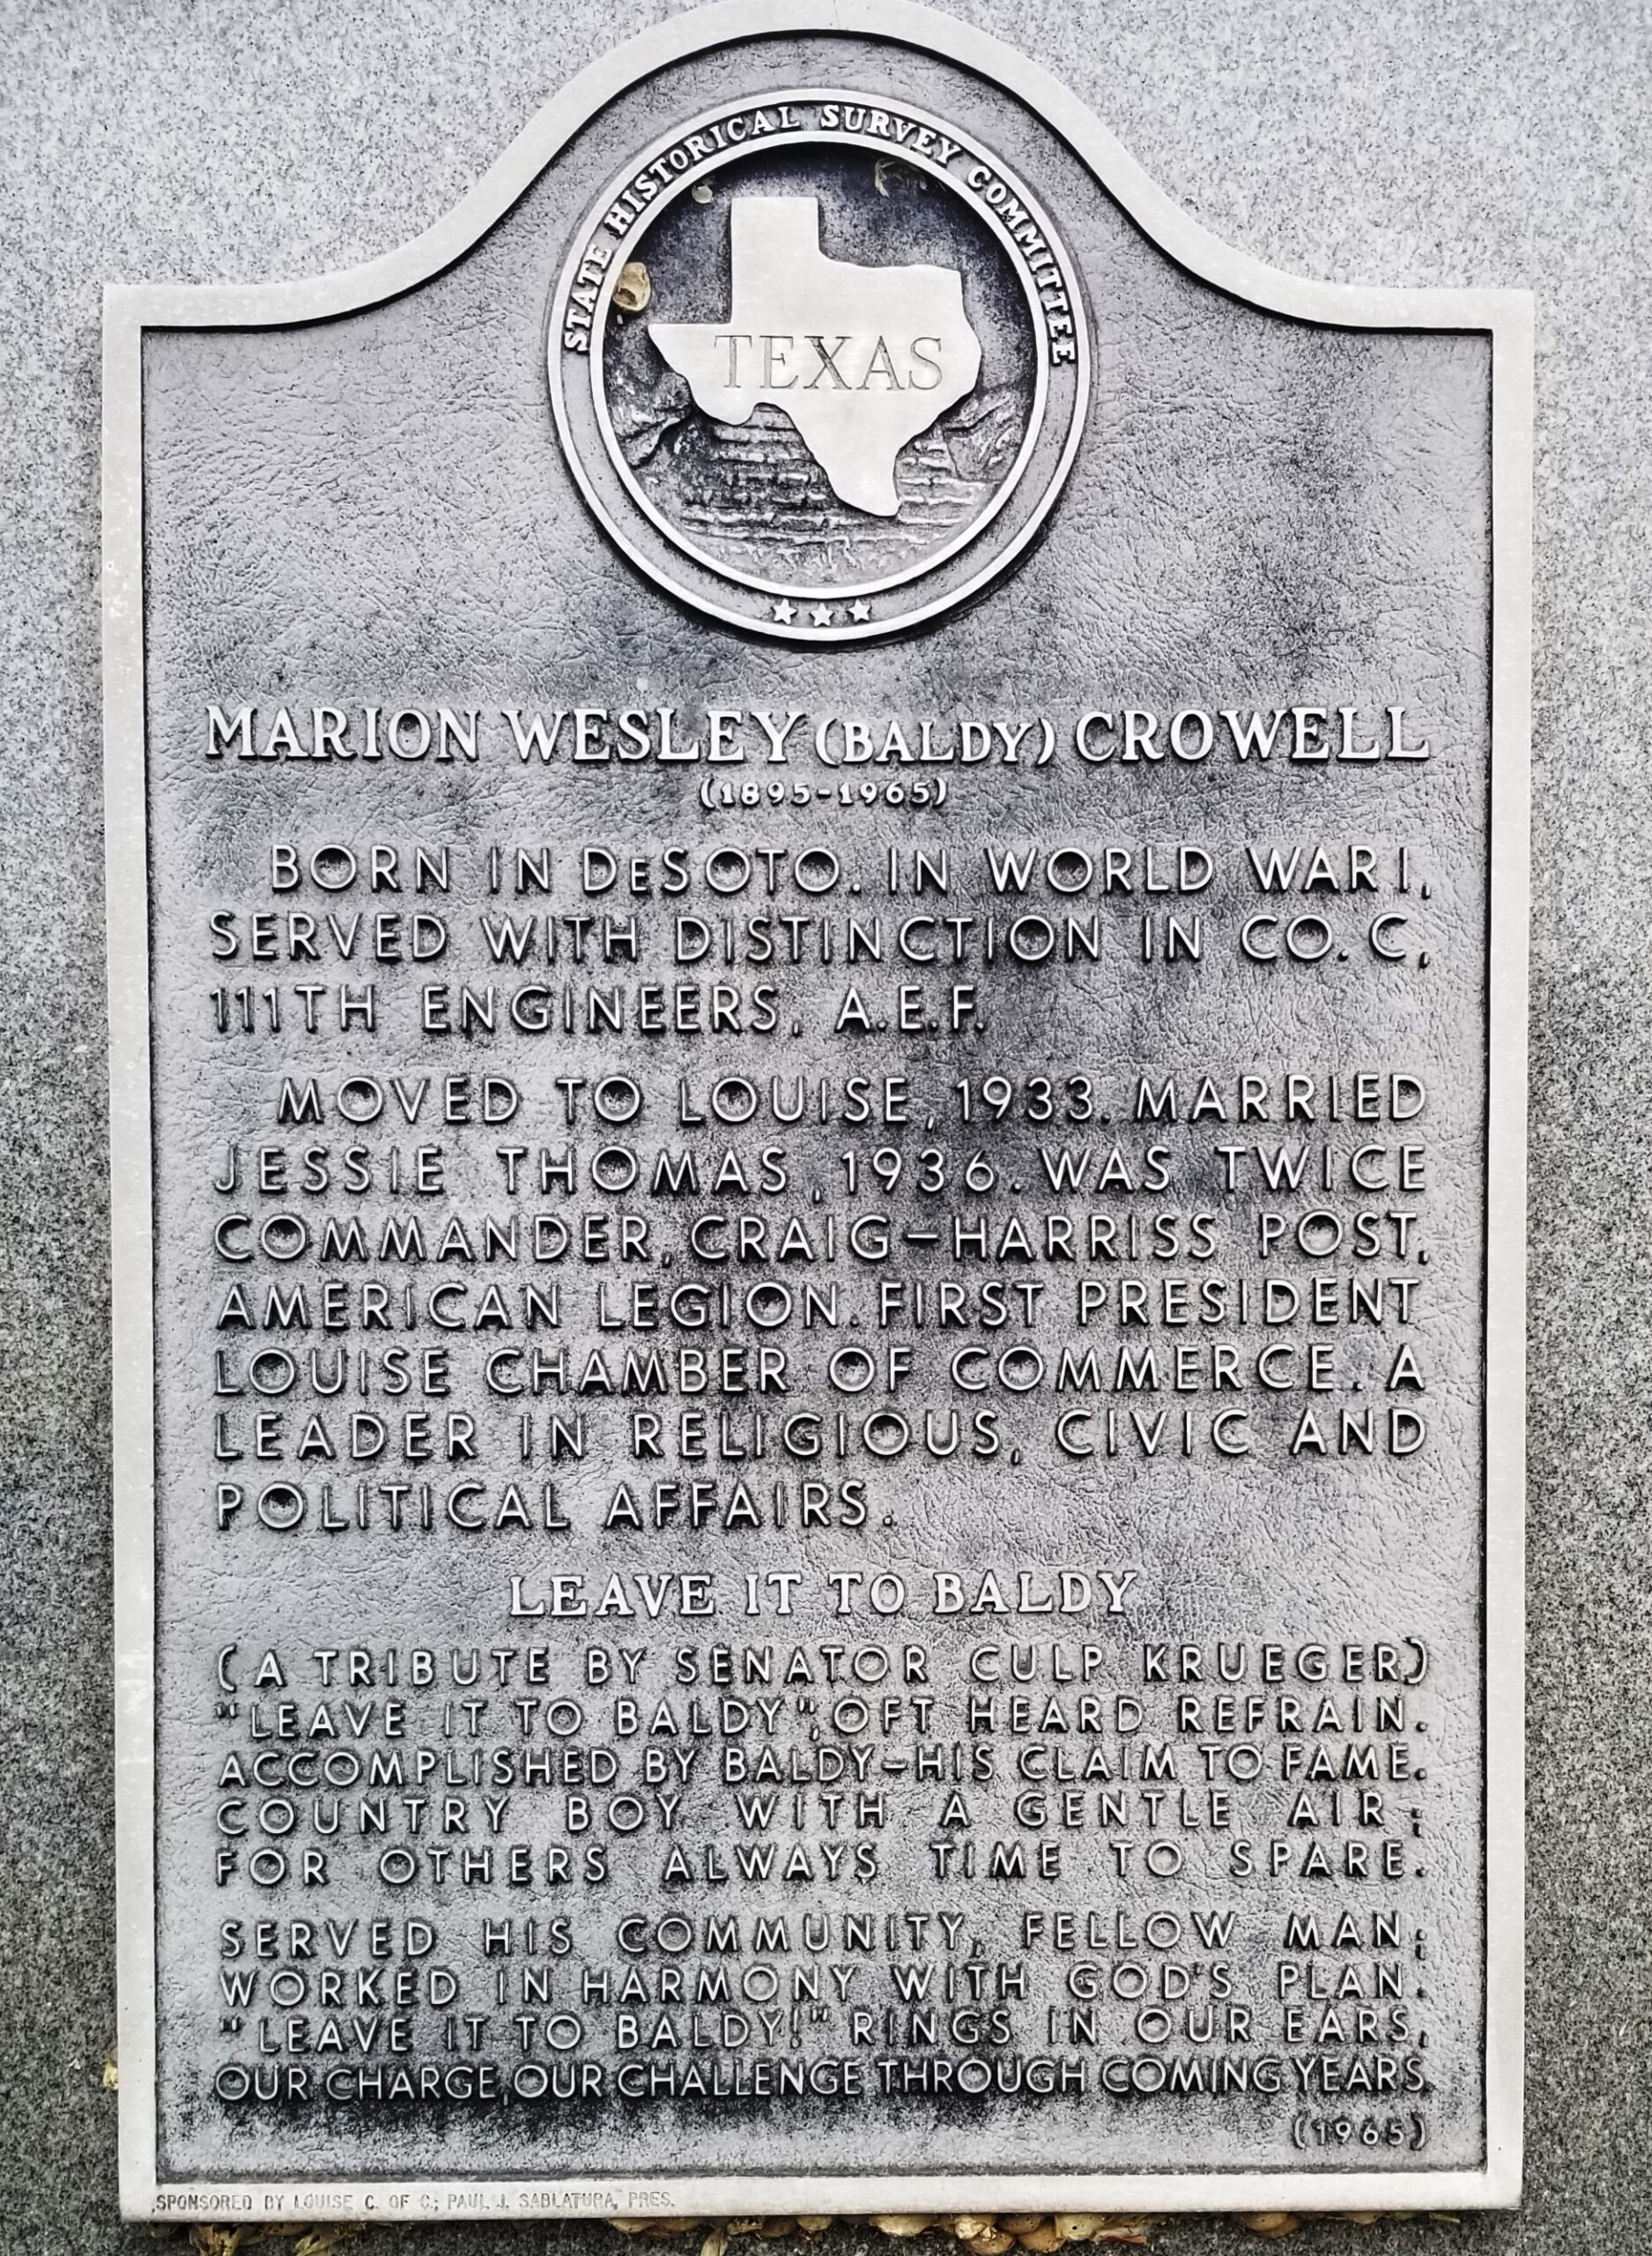 STATE HISTORICAL SURVEY COMMITTEE
TEXAS
MARION WESLEY (BALDY) CROWELL
(1895-1965)
BORN IN DeSOTO. IN WORLD WAR I,
SERVED WITH DISTINCTION IN CO. C,
111TH ENGINEERS, A.E.F.
MOVED TO LOUISE, 1933. MARRIED
JESSIE THOMAS, 1936. WAS TWICE
COMMANDER, CRAIG-HARRISS POST,
AMERICAN LEGION. FIRST PRESIDENT
LOUISE CHAMBER OF COMMERCE. A
LEADER IN RELIGIOUS, CIVIC AND
POLITICAL AFFAIRS.
LEAVE IT TO BALDY
(A TRIBUTE BY SENATOR CULP KRUEGER)
"LEAVE IT TO BALDY", OFT HEARD REFRAIN.
ACCOMPLISHED BY BALDY-HIS CLAIM TO FAME.
COUNTRY BOY WITH A GENTLE AIR;
FOR OTHERS ALWAYS TIME TO SPARE.
SERVED HIS COMMUNITY, FELLOW MAN;
WORKED IN HARMONY WITH GOD'S PLAN.
"LEAVE IT TO BALDY!" RINGS IN OUR EARS,
OUR CHARGE, OUR CHALLENGE THROUGH COMING YEARS.
(1965)
SPONSORED BY LOUISE C. OF C.; PAUL J. SABLATURA, PRES.